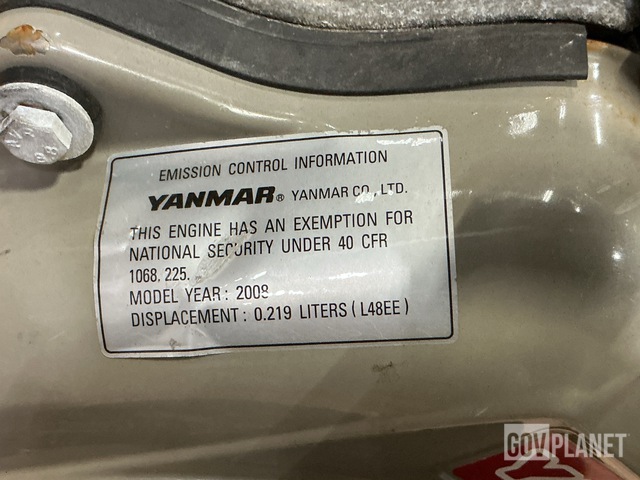 EMISSION CONTROL INFORMATION
YANMAR® YANMAR CO., LTD.
THIS ENGINE HAS AN EXEMPTION FOR
NATIONAL SECURITY UNDER 40 CFR
1068.225.
MODEL YEAR: 2008
DISPLACEMENT: 0.219 LITERS (L48EE)
GOVPLANET